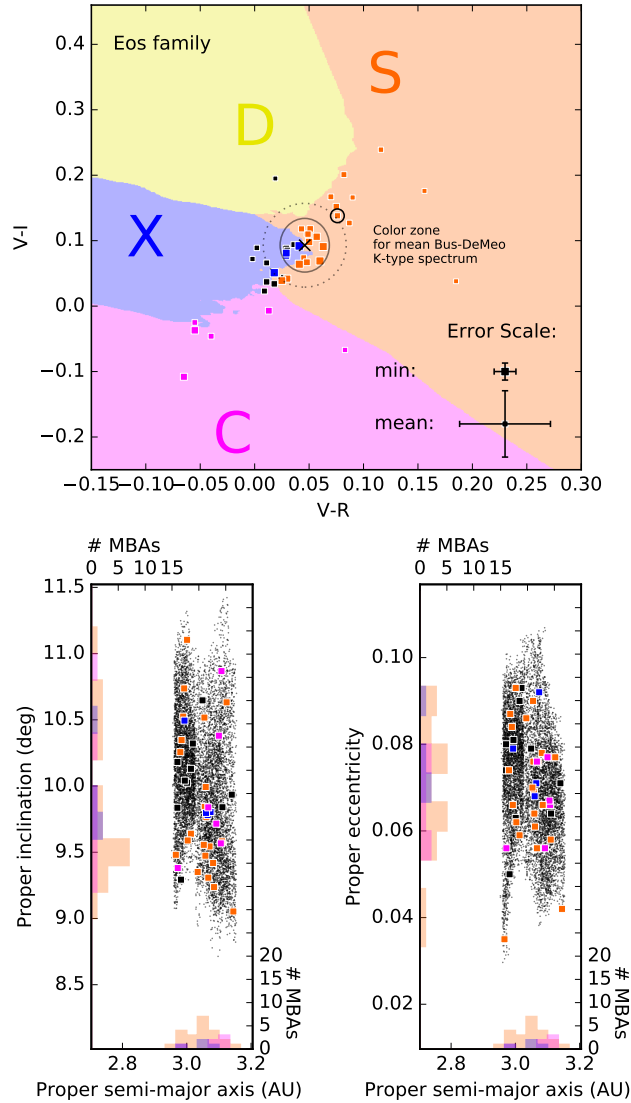 Eos family
S
D
X
C
Color zone
for mean Bus-DeMeo
K-type spectrum
Error Scale:
min:
mean:
V-I
0.4
0.3
0.2
0.1
0.0
−0.1
−0.2
−0.15
−0.10
−0.05
0.00
0.05
0.10
0.15
0.20
0.25
0.30
V-R
# MBAs
0 5 10 15
11.5
11.0
10.5
10.0
9.5
9.0
8.5
Proper inclination (deg)
20
15
10
5
0
# MBAs
2.8 3.0 3.2
Proper semi-major axis (AU)
# MBAs
0 5 10 15
0.10
0.08
0.06
0.04
0.02
Proper eccentricity
20
15
10
5
0
# MBAs
2.8 3.0 3.2
Proper semi-major axis (AU)